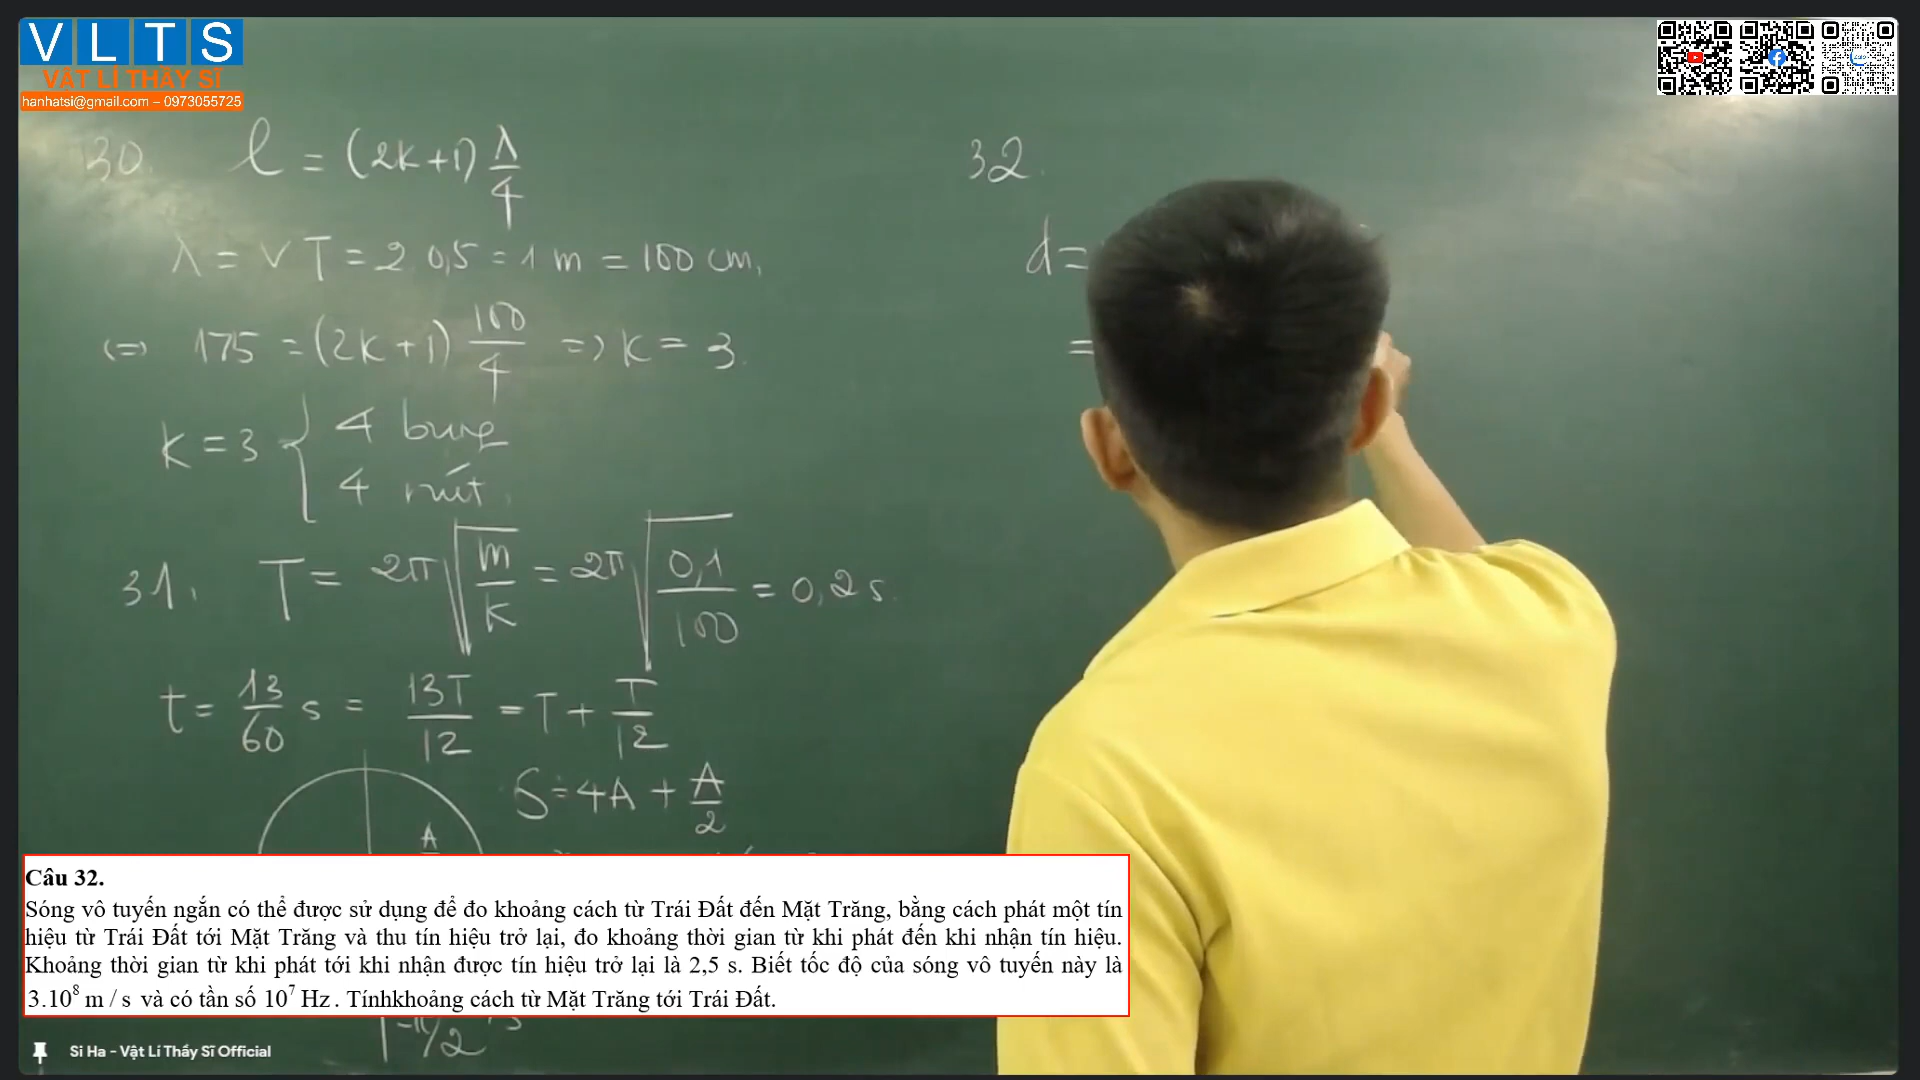 VLTS
VẬT LÍ THẦY SĨ
hanhatsi@gmail.com – 0973055725
30. l = (2k+1) λ/4
λ = vT = 2 0,5 = 1 m = 100 cm.
(=) 175 = (2k+1) 100/4 => k = 3.
k = 3 { 4 bụng
4 nút.
31. T = 2π√(m/k) = 2π√(0,1/100) = 0,2 s.
t = 13/60 s = 13T/12 = T + T/12
S = 4A + A/2
A
32.
d =
=
Câu 32.
Sóng vô tuyến ngắn có thể được sử dụng để đo khoảng cách từ Trái Đất đến Mặt Trăng, bằng cách phát một tín
hiệu từ Trái Đất tới Mặt Trăng và thu tín hiệu trở lại, đo khoảng thời gian từ khi phát đến khi nhận tín hiệu.
Khoảng thời gian từ khi phát tới khi nhận được tín hiệu trở lại là 2,5 s. Biết tốc độ của sóng vô tuyến này là
3.10⁸ m / s và có tần số 10⁷ Hz. Tínhkhoảng cách từ Mặt Trăng tới Trái Đất.
-π/2
Si Ha - Vật Lí Thầy Sĩ Official